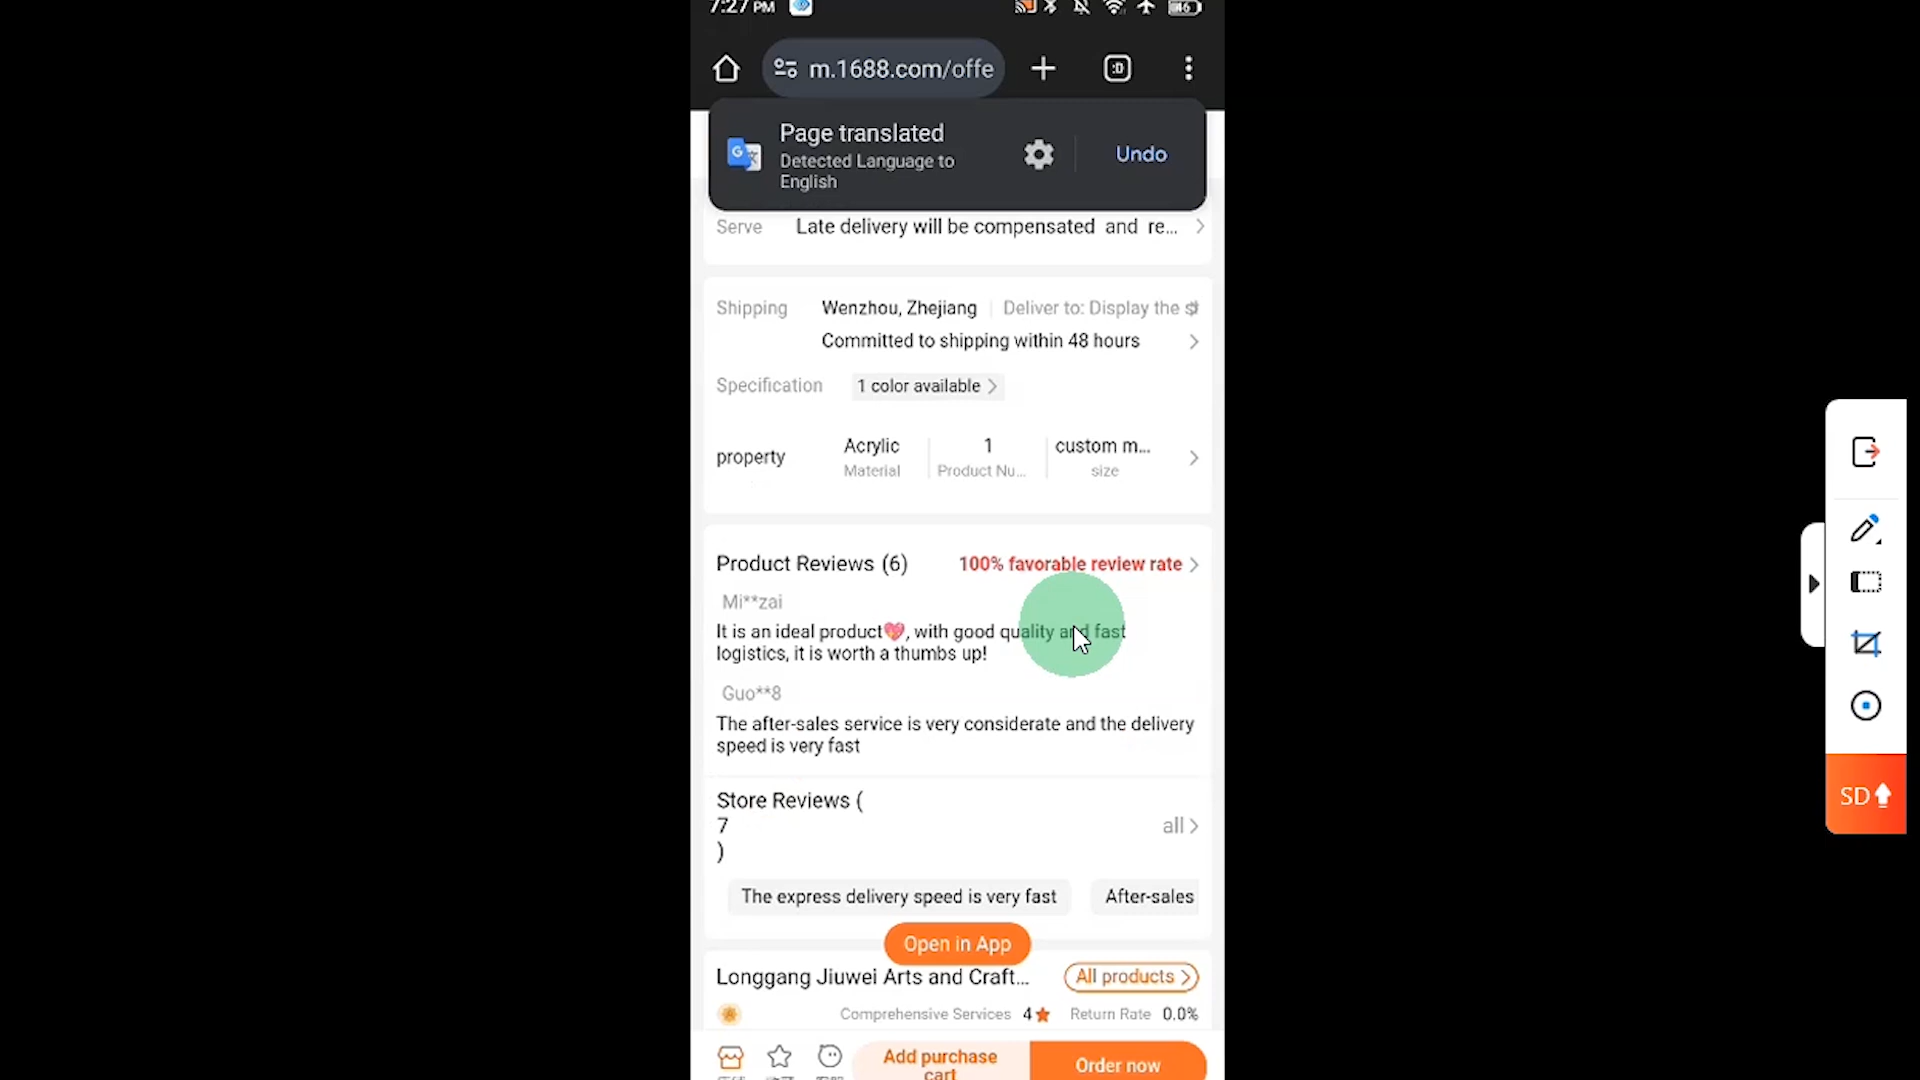 7:27 PM
46
m.1688.com/offe
:D
Page translated
Undo
Detected Language to
English
Serve Late delivery will be compensated and re...
Shipping Wenzhou, Zhejiang Deliver to: Display the
Committed to shipping within 48 hours
Specification 1 color available
Acrylic 1 custom m...
property
Material Product Nu... size
Product Reviews (6) 100% favorable review rate
Mi**zai
It is an ideal product💖, with good quality and fast
logistics, it is worth a thumbs up!
Guo**8
The after-sales service is very considerate and the delivery
speed is very fast
Store Reviews (
7
)
all
The express delivery speed is very fast After-sales
Open in App
Longgang Jiuwei Arts and Craft... All products
Comprehensive Services 4 Return Rate 0.0%
Add purchase
cart
Order now
SD